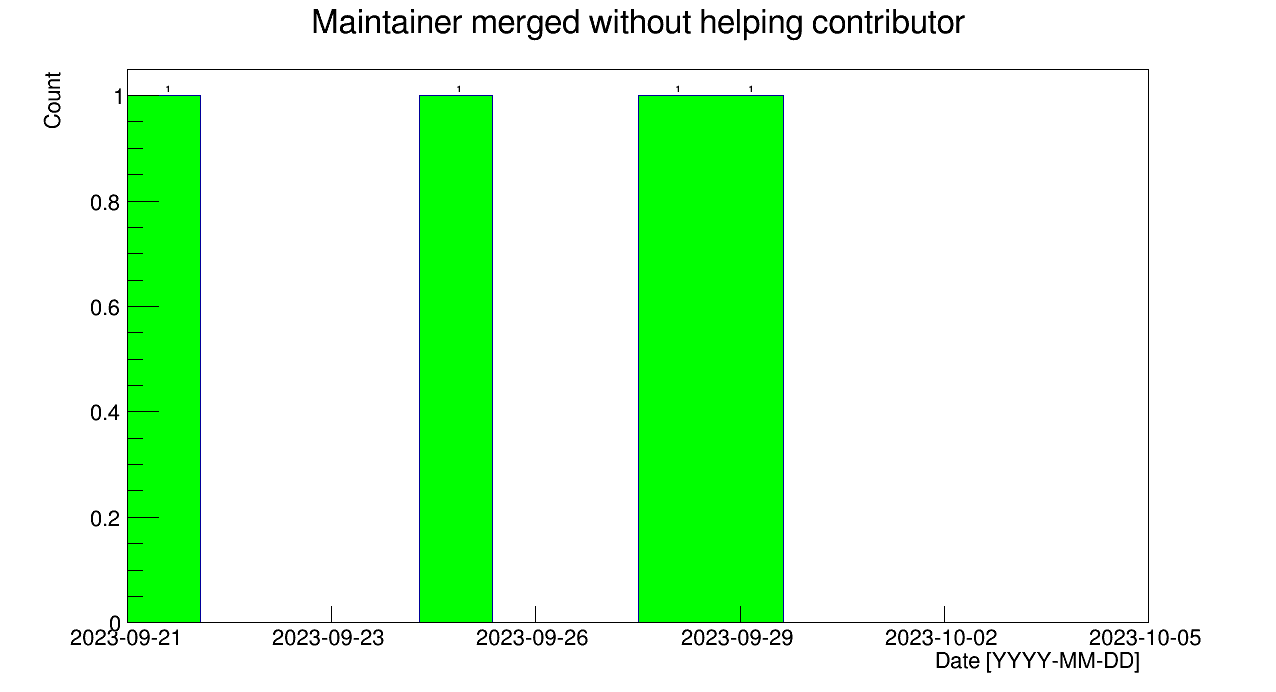 Maintainer merged without helping contributor
Count
1 1 1 1
1
0.8
0.6
0.4
0.2
0
2023-09-21 2023-09-23 2023-09-26 2023-09-29 2023-10-02 2023-10-05
Date [YYYY-MM-DD]